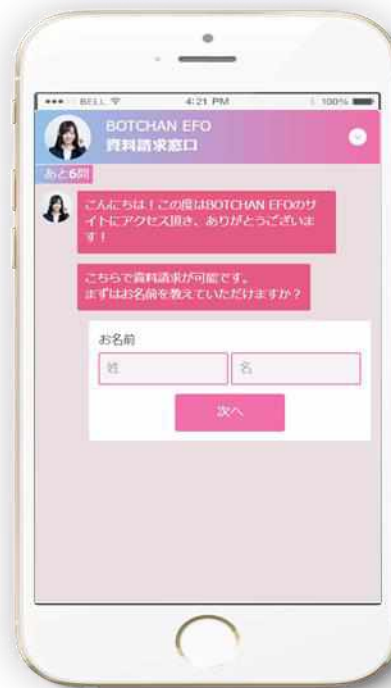 BELL 4:21 PM 100%
BOTCHAN EFO
資料請求窓口
あと6問
こんにちは！この度はBOTCHAN EFOのサ
イトにアクセス頂き、ありがとうございま
す！
こちらで資料請求が可能です。
まずはお名前を教えていただけますか？
お名前
姓 名
次へ